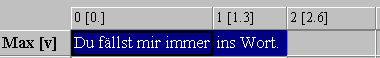 0 [0.] 1 [1.3] 2 [2.6]
Max [v] Du fällst mir immer ins Wort.